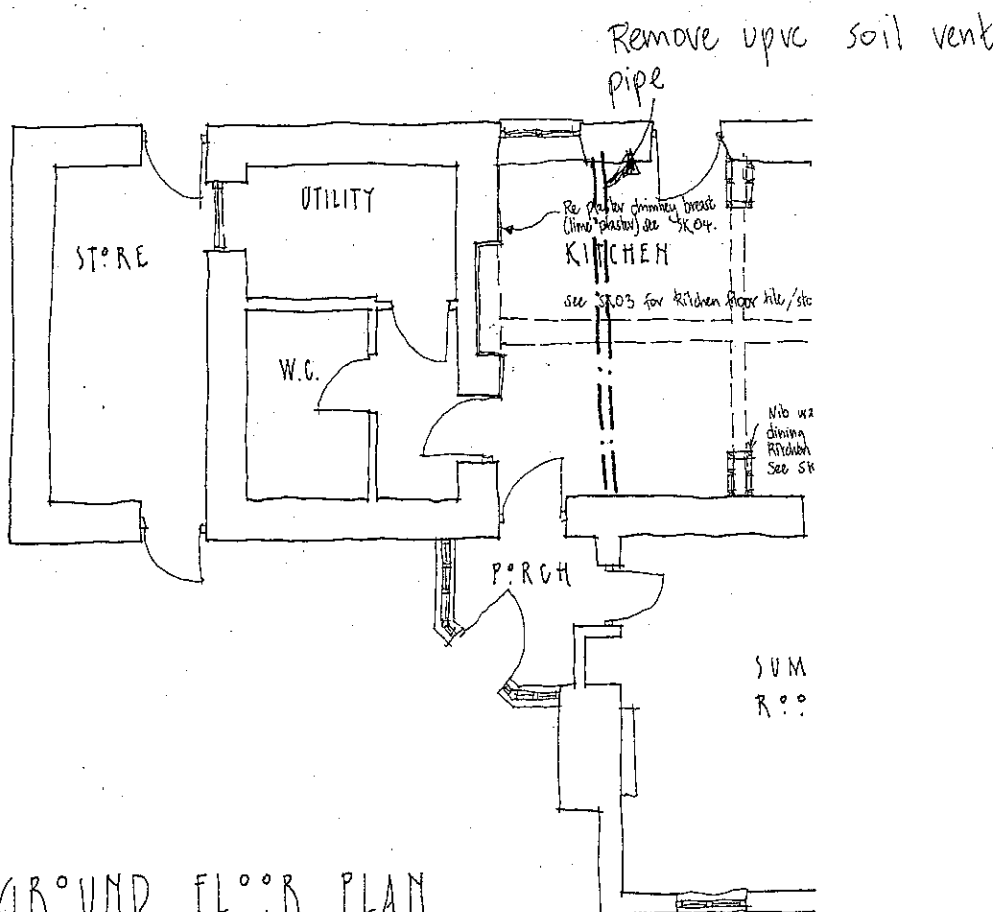 Remove upvc soil vent
pipe
UTILITY
STORE
Re plaster chimney breast
(lime plaster) see SK04.
KITCHEN
see SK03 for kitchen floor tile/sto
W.C.
Nib wa
dining
Kitchen
See SK
PORCH
SUM
ROO
GROUND FLOOR PLAN